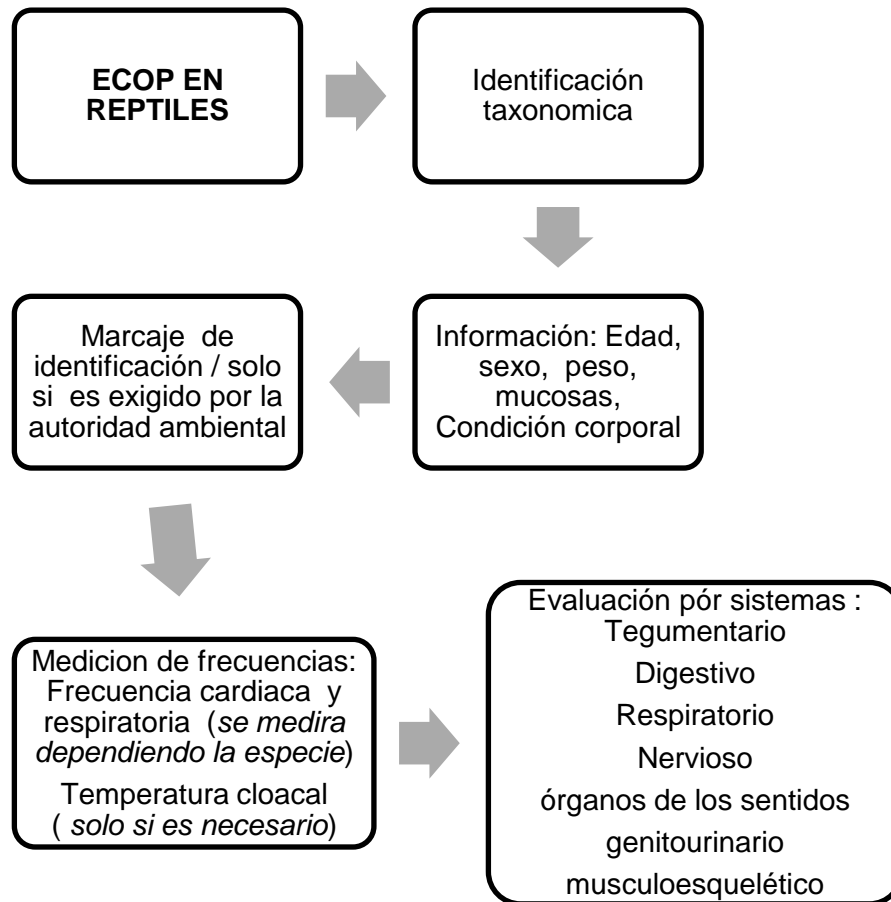 ECOP EN
REPTILES
Identificación
taxonomica
Información: Edad,
sexo, peso,
mucosas,
Condición corporal
Marcaje de
identificación / solo
si es exigido por la
autoridad ambiental
Medicion de frecuencias:
Frecuencia cardiaca y
respiratoria (se medira
dependiendo la especie)
Temperatura cloacal
( solo si es necesario)
Evaluación pór sistemas :
Tegumentario
Digestivo
Respiratorio
Nervioso
órganos de los sentidos
genitourinario
musculoesquelético